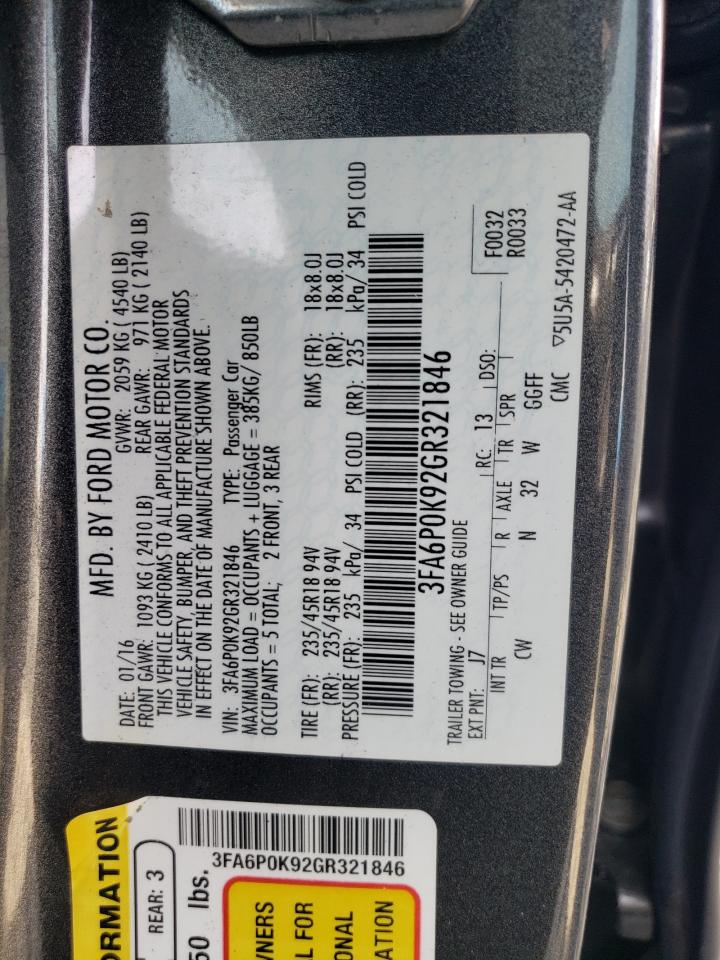 MFD. BY FORD MOTOR CO.
DATE: 01/16 GVWR: 2059 KG ( 4540 LB)
FRONT GAWR: 1093 KG ( 2410 LB) REAR GAWR: 971 KG ( 2140 LB)
THIS VEHICLE CONFORMS TO ALL APPLICABLE FEDERAL MOTOR
VEHICLE SAFETY, BUMPER, AND THEFT PREVENTION STANDARDS
IN EFFECT ON THE DATE OF MANUFACTURE SHOWN ABOVE.
VIN: 3FA6P0K92GR321846 TYPE: Passenger Car
MAXIMUM LOAD = OCCUPANTS + LUGGAGE = 385KG/ 850LB
OCCUPANTS = 5 TOTAL; 2 FRONT, 3 REAR
TIRE (FR): 235/45R18 94V RIMS (FR): 18x8.0J
(RR): 235/45R18 94V (RR): 18x8.0J
PRESSURE (FR): 235 kPa/ 34 PSI COLD (RR): 235 kPa/ 34 PSI COLD
3FA6P0K92GR321846
TRAILER TOWING - SEE OWNER GUIDE F0032
EXT PNT: J7 RC: 13 DSO: R0033
INT TR TP/PS R AXLE TR SPR
CW N 32 W GGFF
CMC ▽5U5A-5420472-AA
ORMATION
REAR: 3
50 lbs.
3FA6P0K92GR321846
WNERS
L FOR
ONAL
ATION